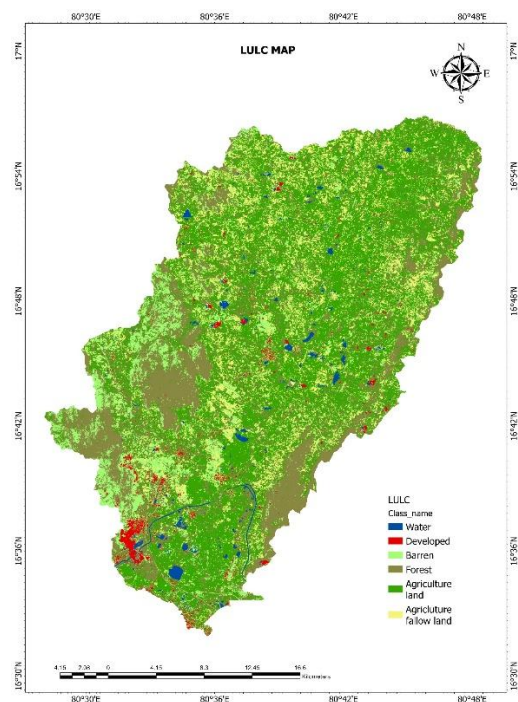 80°30'E 80°36'E 80°42'E 80°48'E
LULC MAP
N
W E
S
17°N
17°N
16°54'N
16°54'N
16°48'N
16°48'N
16°42'N
16°42'N
16°36'N
16°36'N
16°30'N
16°30'N
LULC
Class_name
Water
Developed
Barren
Forest
Agriculture
land
Agricluture
fallow land
4.15 2.08 0 4.15 8.3 12.45 16.6
Kilometers
80°30'E 80°36'E 80°42'E 80°48'E